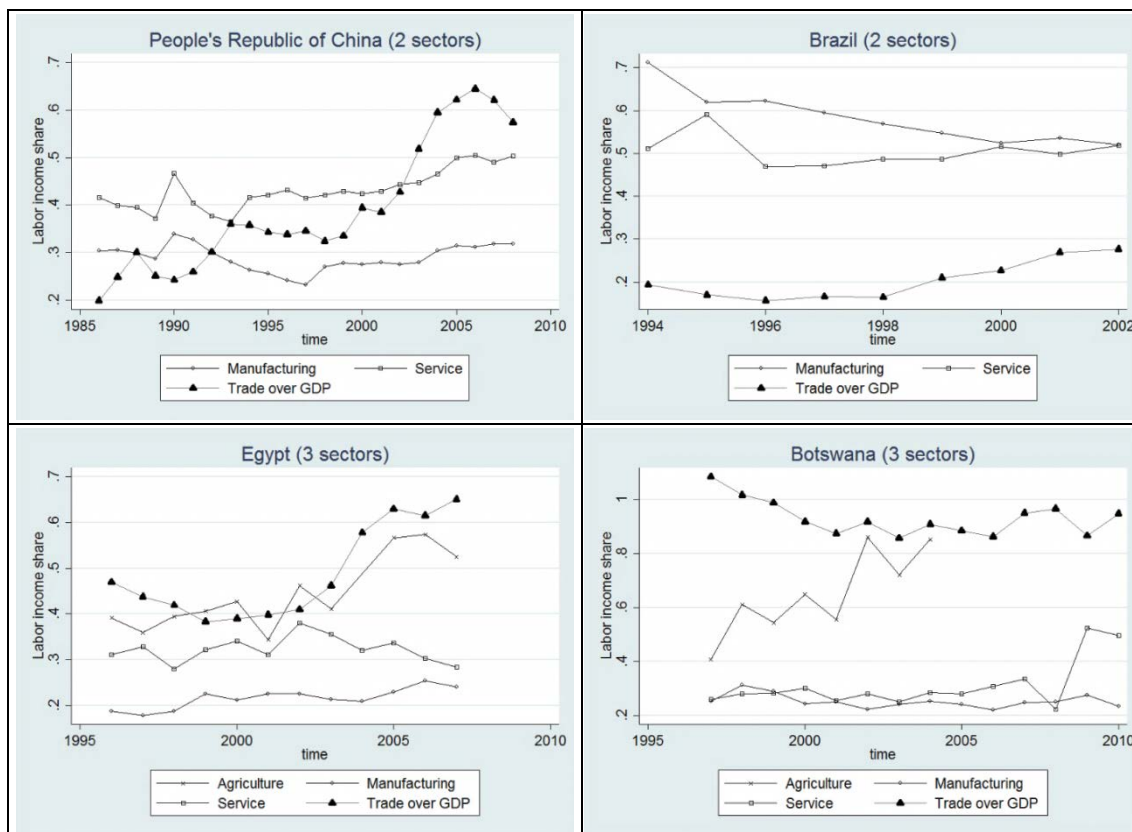 People's Republic of China (2 sectors)
Labor income share
.7
.6
.5
.4
.3
.2
1985 1990 1995 2000 2005 2010
time
Manufacturing Service
Trade over GDP
Brazil (2 sectors)
Labor income share
.7
.6
.5
.4
.3
.2
1994 1996 1998 2000 2002
time
Manufacturing Service
Trade over GDP
Egypt (3 sectors)
Labor income share
.7
.6
.5
.4
.3
.2
1995 2000 2005 2010
time
Agriculture Manufacturing
Service Trade over GDP
Botswana (3 sectors)
Labor income share
1
.8
.6
.4
.2
1995 2000 2005 2010
time
Agriculture Manufacturing
Service Trade over GDP